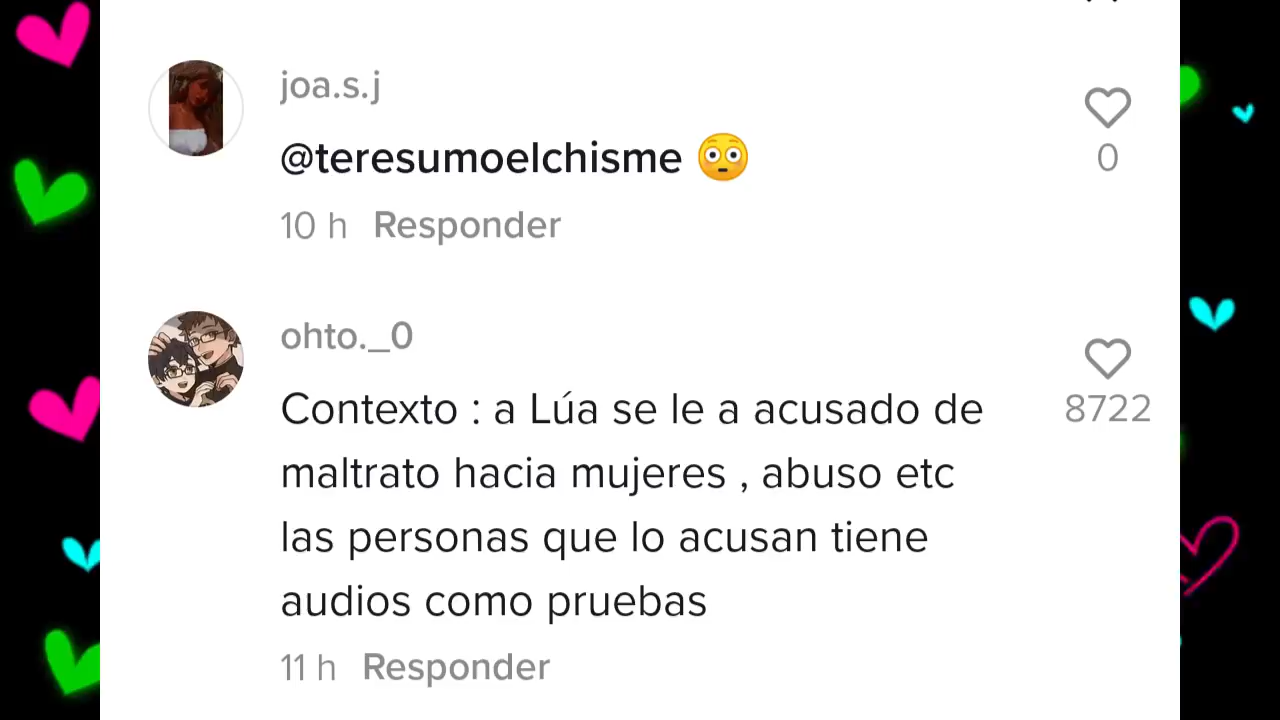 joa.s.j
@teresumoelchisme 😳
0
10 h Responder
ohto._0
Contexto : a Lúa se le a acusado de
8722
maltrato hacia mujeres , abuso etc
las personas que lo acusan tiene
audios como pruebas
11 h Responder